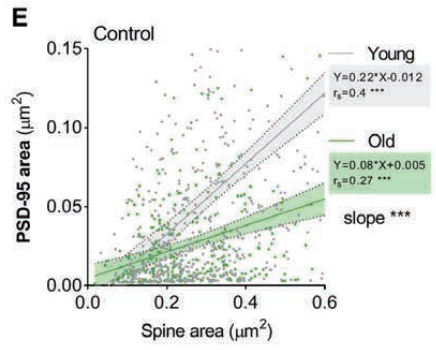 E
Control
Young
Y=0.22*X-0.012
rs=0.4 ***
Old
Y=0.08*X+0.005
rs=0.27 ***
slope ***
PSD-95 area (μm²)
0.15
0.10
0.05
0.00
0.0 0.2 0.4 0.6
Spine area (μm²)